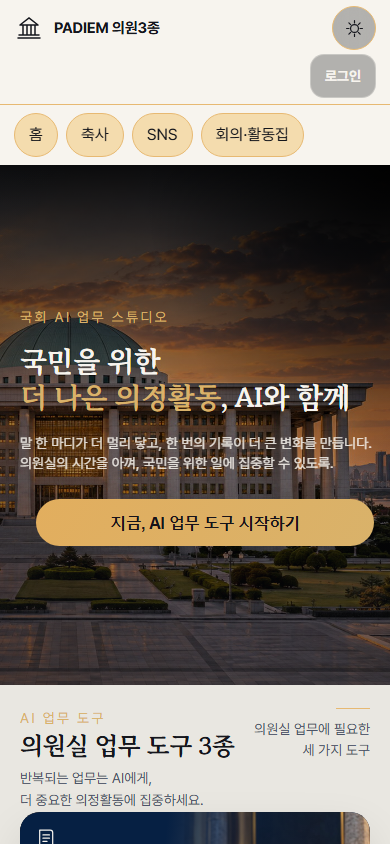 PADIEM 의원3종
로그인
홈
축사
SNS
회의·활동집
국회 AI 업무 스튜디오
국민을 위한
더 나은 의정활동, AI와 함께
말 한 마디가 더 멀리 닿고, 한 번의 기록이 더 큰 변화를 만듭니다.
의원실의 시간을 아껴, 국민을 위한 일에 집중할 수 있도록.
지금, AI 업무 도구 시작하기
AI 업무 도구
의원실 업무 도구 3종
의원실 업무에 필요한
세 가지 도구
반복되는 업무는 AI에게,
더 중요한 의정활동에 집중하세요.